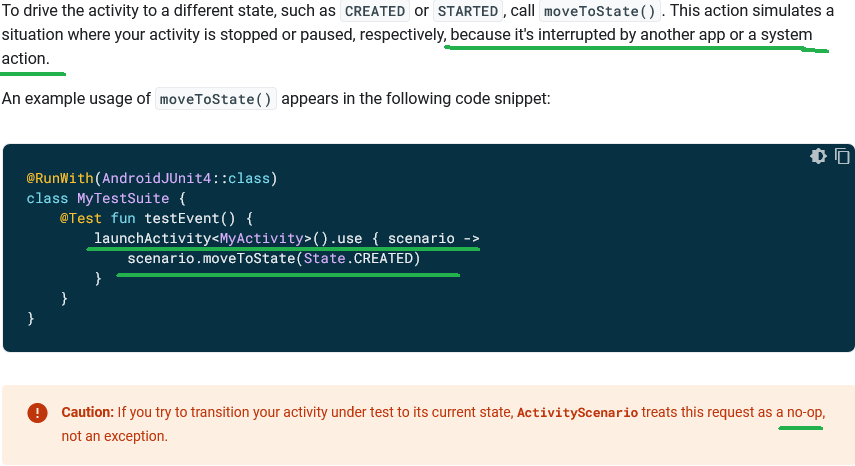 To drive the activity to a different state, such as CREATED or STARTED, call moveToState(). This action simulates a
situation where your activity is stopped or paused, respectively, because it's interrupted by another app or a system
action.
An example usage of moveToState() appears in the following code snippet:
@RunWith(AndroidJUnit4::class)
class MyTestSuite {
    @Test fun testEvent() {
        launchActivity<MyActivity>().use { scenario ->
            scenario.moveToState(State.CREATED)
        }
    }
}
Caution: If you try to transition your activity under test to its current state, ActivityScenario treats this request as a no-op,
not an exception.